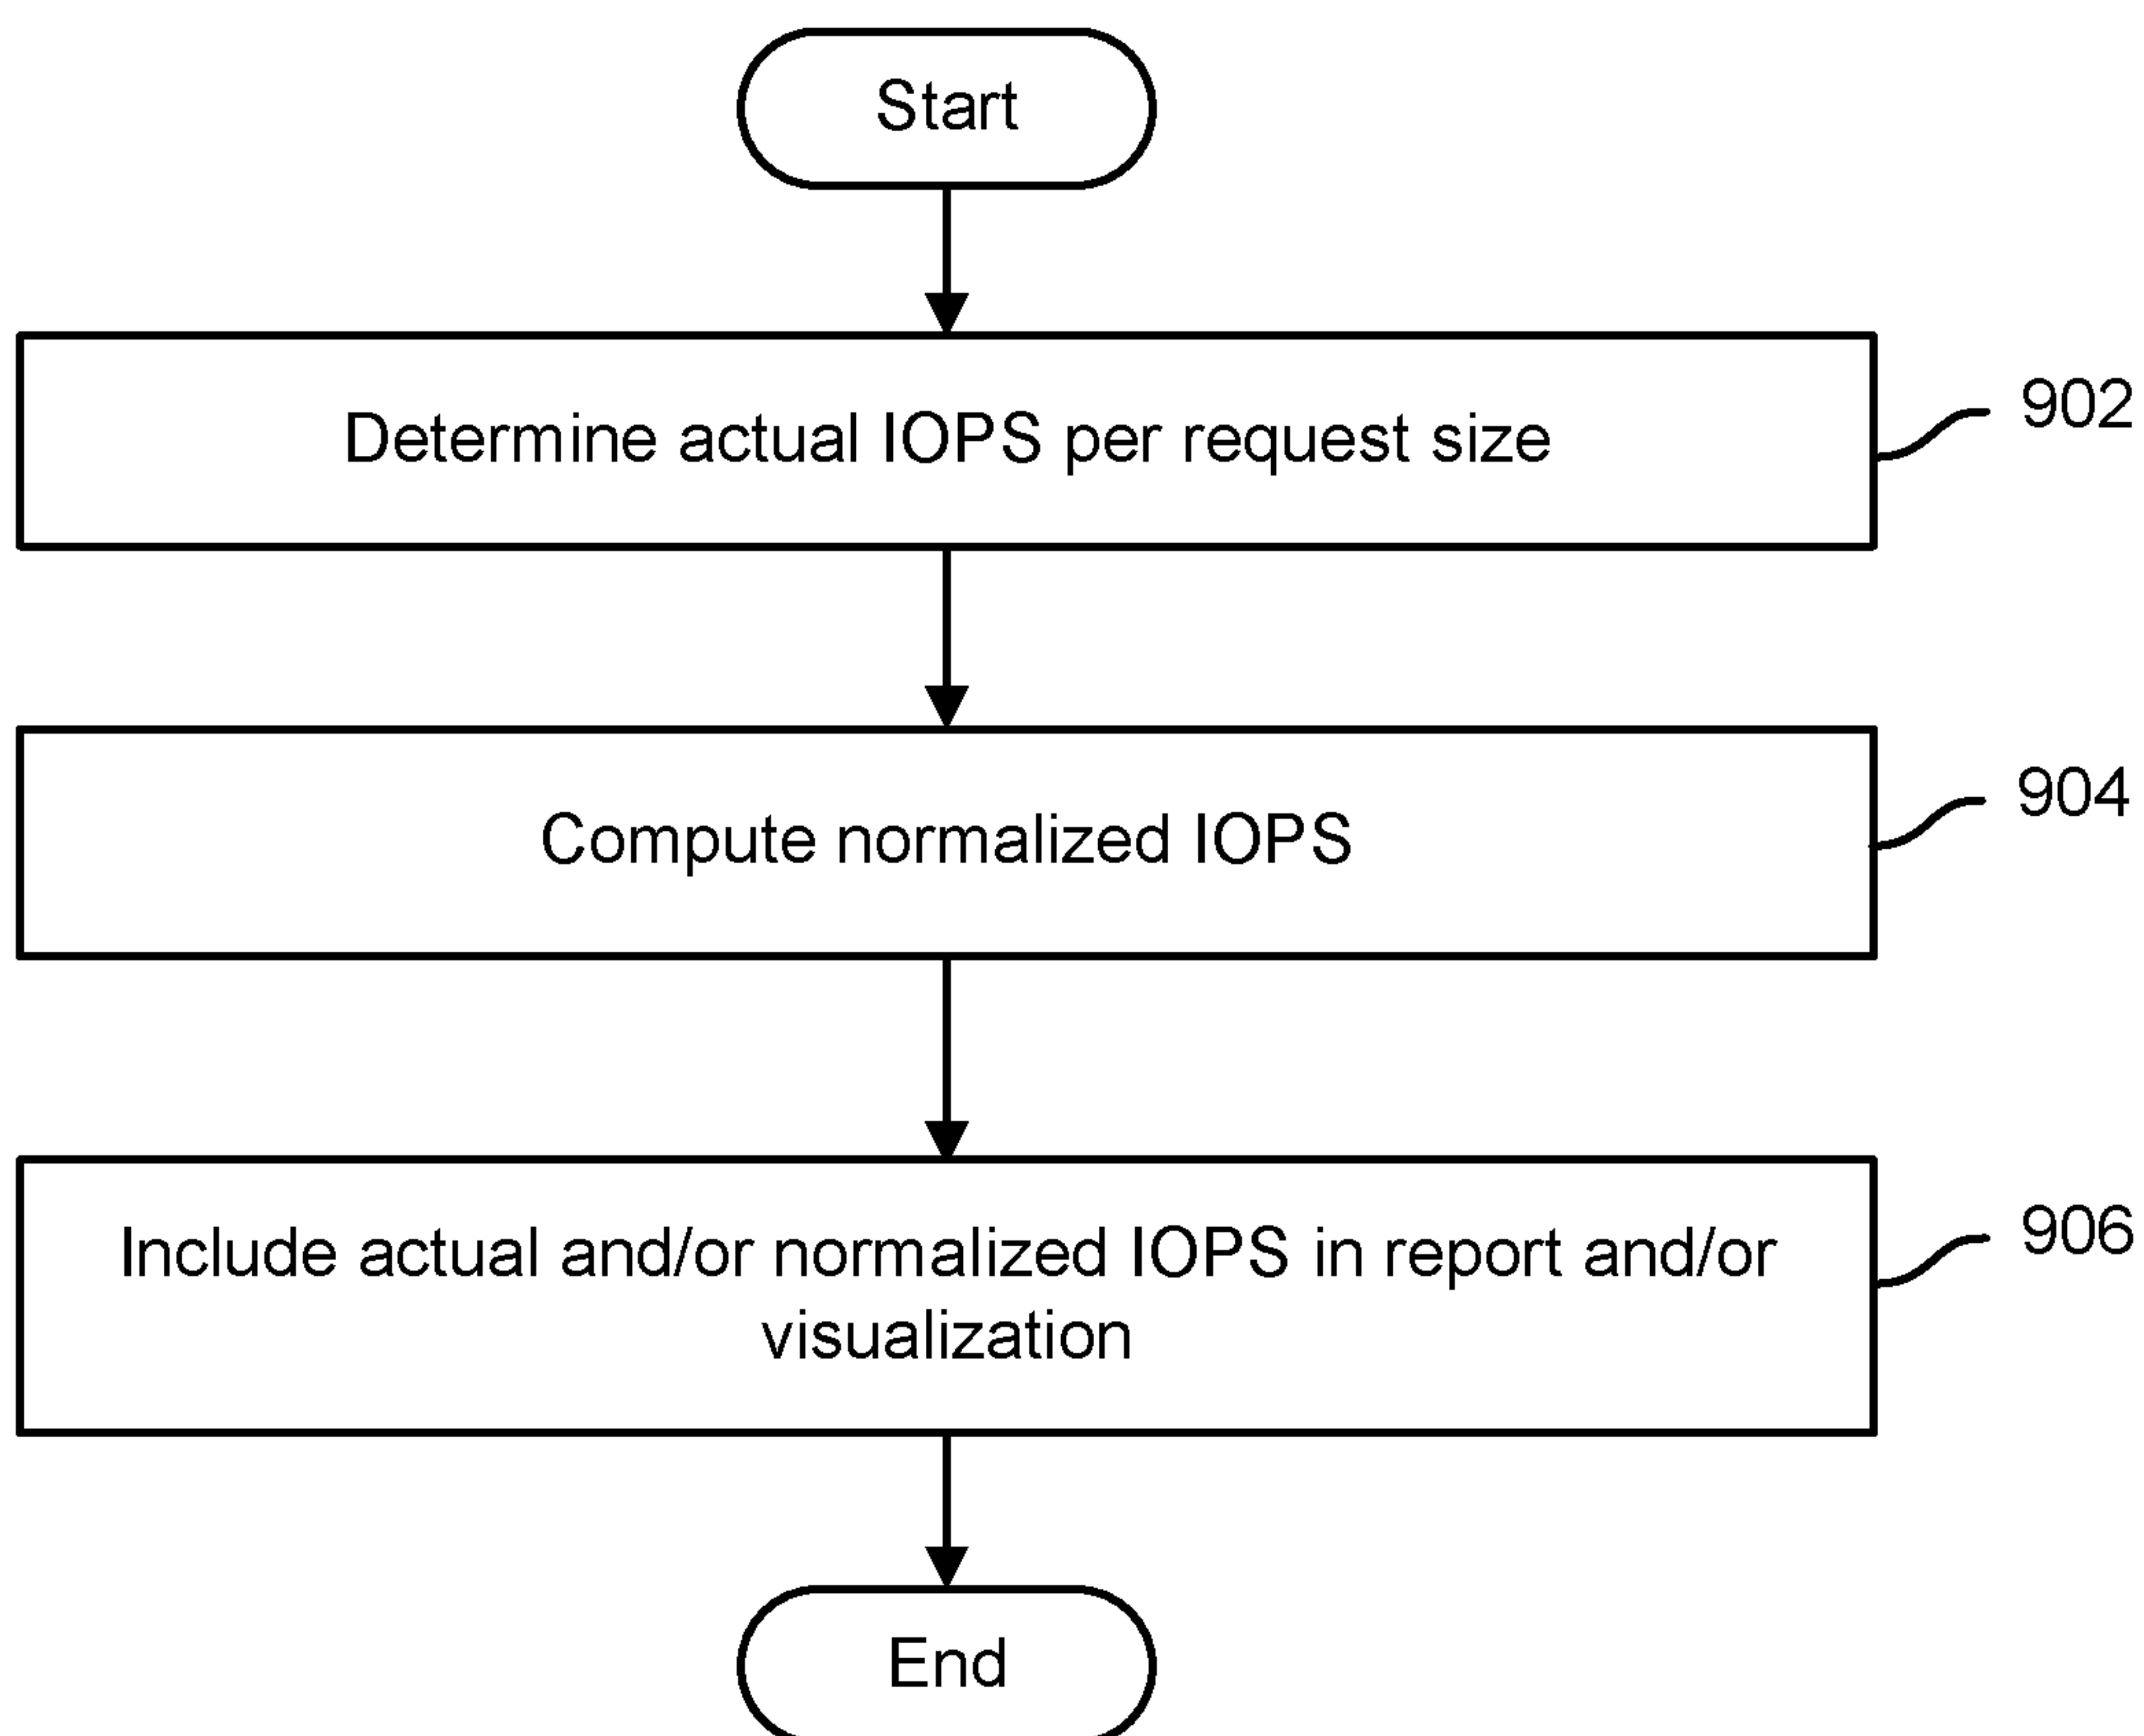 Start
Determine actual IOPS per request size
902
Compute normalized IOPS
904
Include actual and/or normalized IOPS in report and/or
visualization
906
End